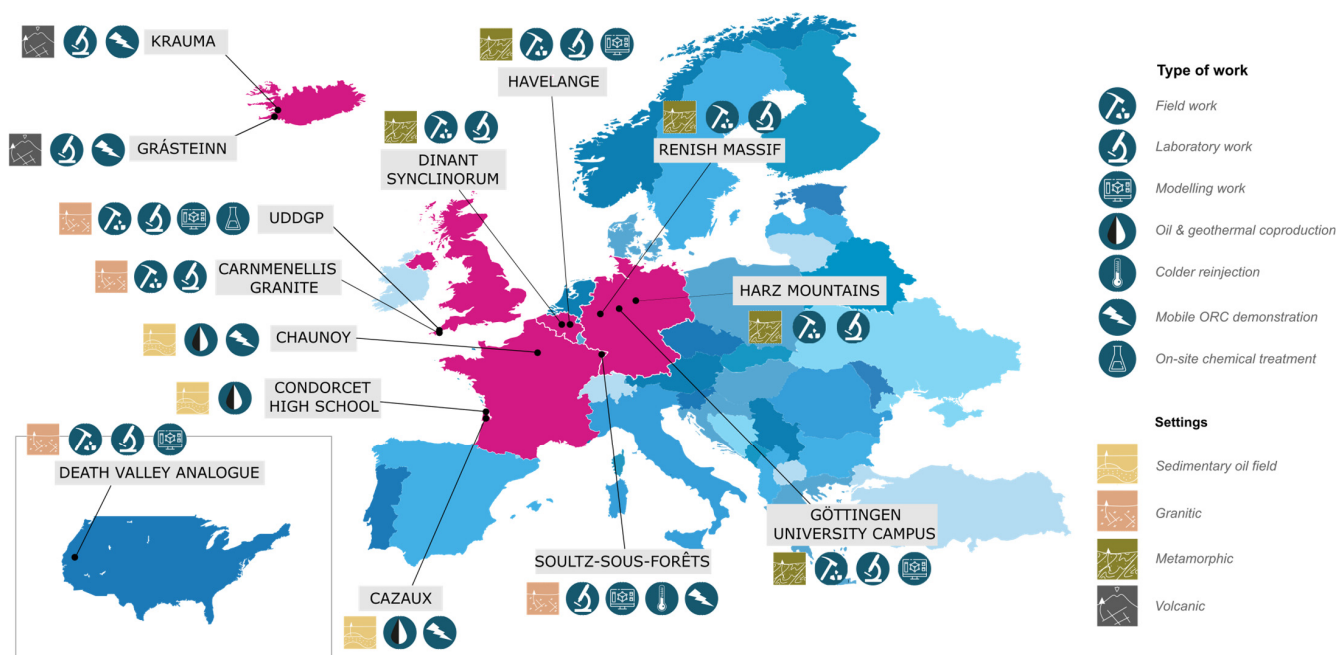 KRAUMA
GRÁSTEINN
HAVELANGE
DINANT
SYNCLINORUM
RENISH MASSIF
UDDGP
CARNMENELLIS
GRANITE
HARZ MOUNTAINS
CHAUNOY
CONDORCET
HIGH SCHOOL
DEATH VALLEY ANALOGUE
GÖTTINGEN
UNIVERSITY CAMPUS
SOULTZ-SOUS-FORÊTS
CAZAUX
Type of work
Field work
Laboratory work
Modelling work
Oil & geothermal coproduction
Colder reinjection
Mobile ORC demonstration
On-site chemical treatment
Settings
Sedimentary oil field
Granitic
Metamorphic
Volcanic